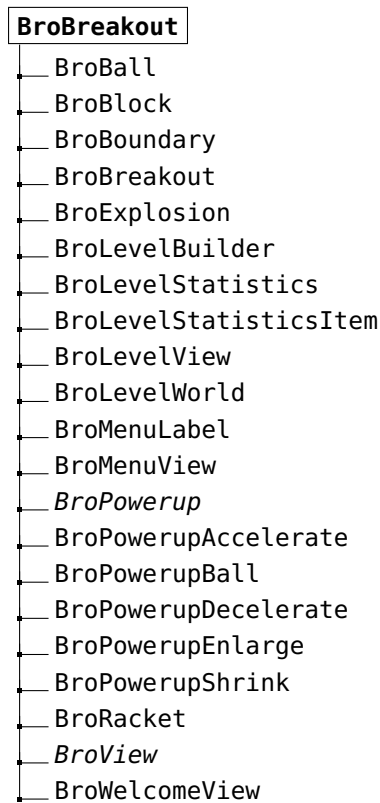 BroBreakout
BroBall
BroBlock
BroBoundary
BroBreakout
BroExplosion
BroLevelBuilder
BroLevelStatistics
BroLevelStatisticsItem
BroLevelView
BroLevelWorld
BroMenuLabel
BroMenuView
BroPowerup
BroPowerupAccelerate
BroPowerupBall
BroPowerupDecelerate
BroPowerupEnlarge
BroPowerupShrink
BroRacket
BroView
BroWelcomeView